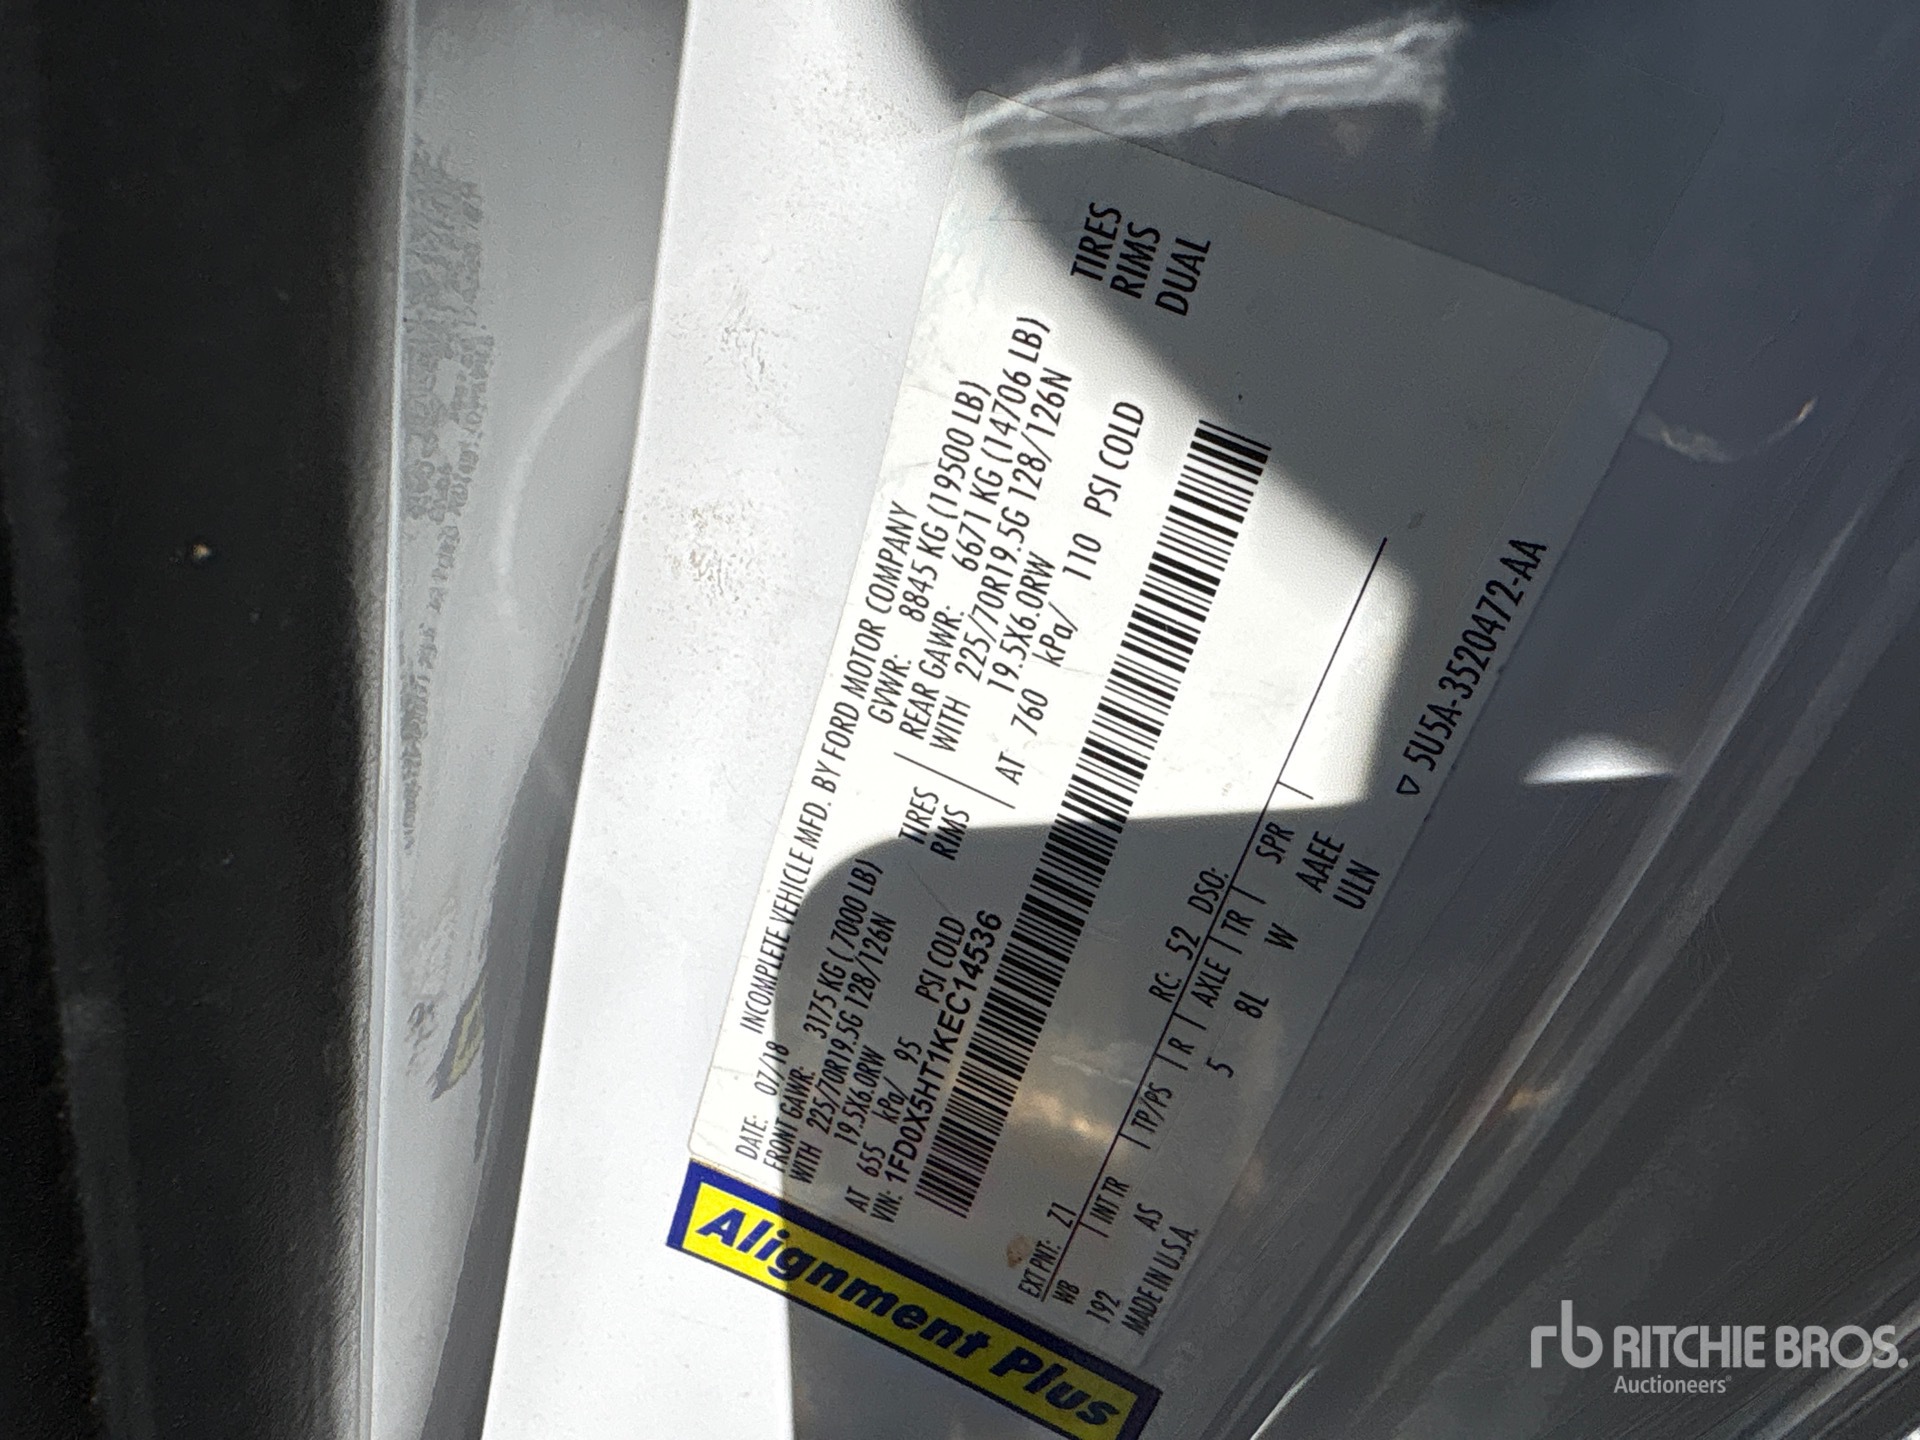 DATE: 07/18 INCOMPLETE VEHICLE MFD. BY FORD MOTOR COMPANY
FRONT GAWR: 3175 KG ( 7000 LB) GVWR: 8845 KG (19500 LB)
WITH 225/70R19.5G 128/126N TIRES REAR GAWR: 6671 KG (14706 LB)
19.5X6.0RW RIMS WITH 225/70R19.5G 128/126N TIRES
AT 655 kPa/ 95 PSI COLD 19.5X6.0RW RIMS
AT 760 kPa/ 110 PSI COLD DUAL
VIN: 1FD0X5HT1KEC14536
EXT PNT: Z1 RC: 52 DSO:
WB INT TR TP/PS R AXLE TR SPR
192 AS 5 8L W AAEE
MADE IN U.S.A. ULN
▽ 5U5A-3520472-AA
Alignment Plus
rb RITCHIE BROS.
Auctioneers